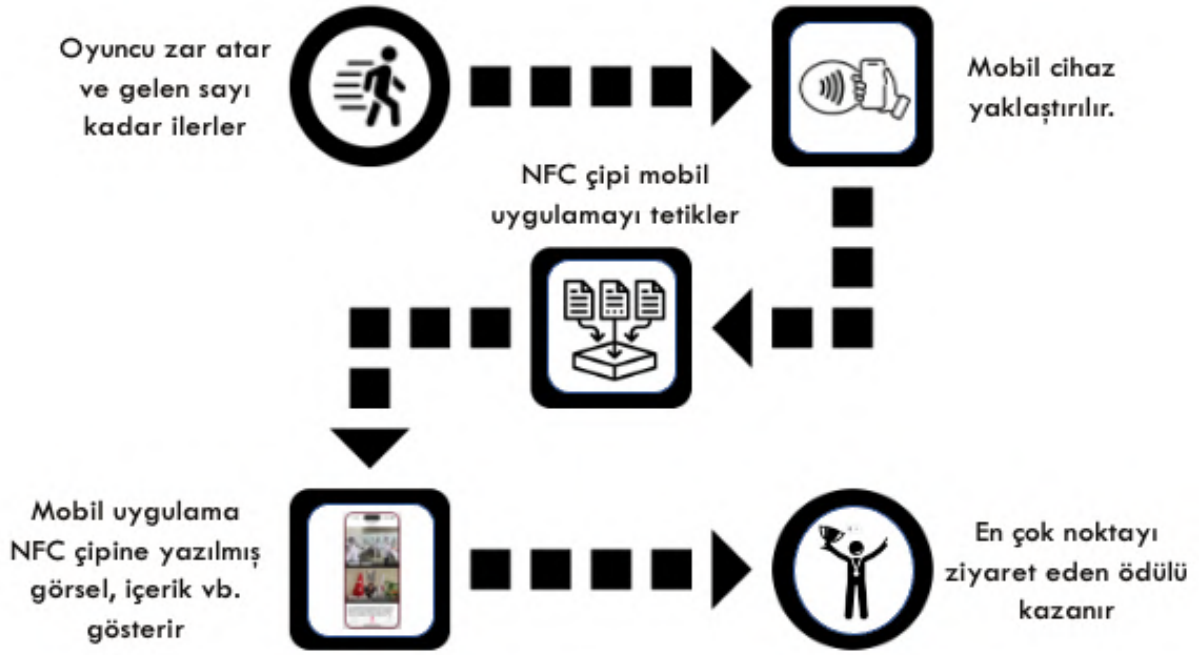 Oyuncu zar atar
ve gelen sayı
kadar ilerler
Mobil cihaz
yaklaştırılır.
NFC çipi mobil
uygulamayı tetikler
Mobil uygulama
NFC çipine yazılmış
görsel, içerik vb.
gösterir
En çok noktayı
ziyaret eden ödülü
kazanır